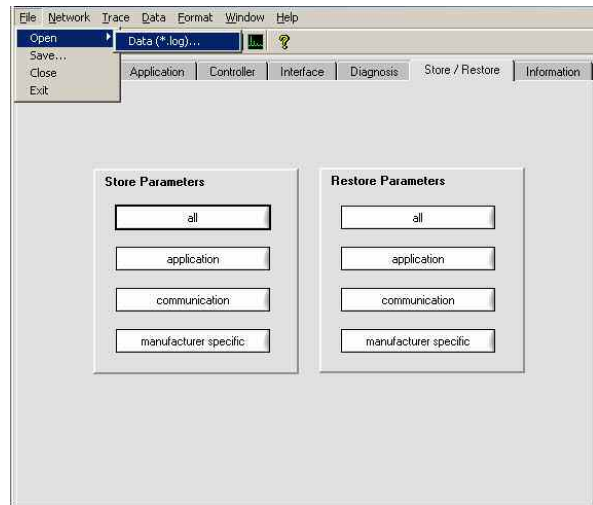 File Network Trace Data Format Window Help
Open Data (*.log)...
Save...
Close
Exit
Application Controller Interface Diagnosis Store / Restore Information
Store Parameters
all
application
communication
manufacturer specific
Restore Parameters
all
application
communication
manufacturer specific